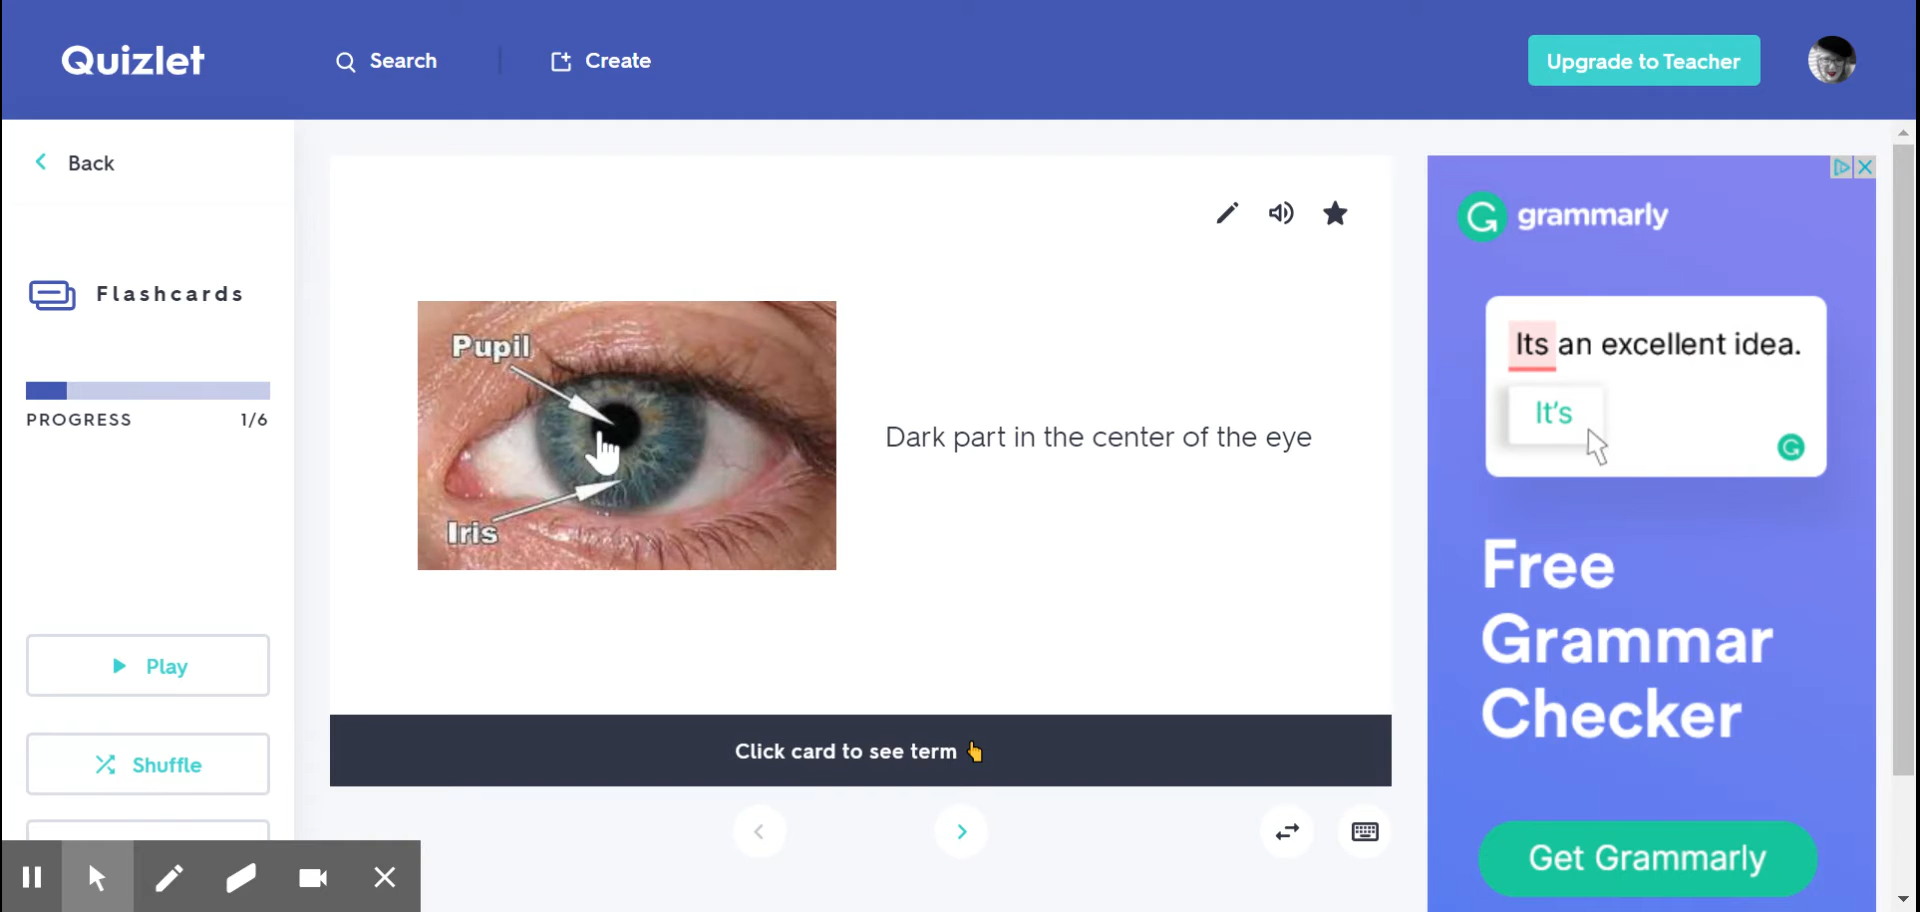 Quizlet
Search
Create
Upgrade to Teacher
Back
Flashcards
PROGRESS 1/6
Play
Shuffle
Pupil
Iris
Dark part in the center of the eye
Click card to see term
grammarly
Its an excellent idea.
It's
Free
Grammar
Checker
Get Grammarly